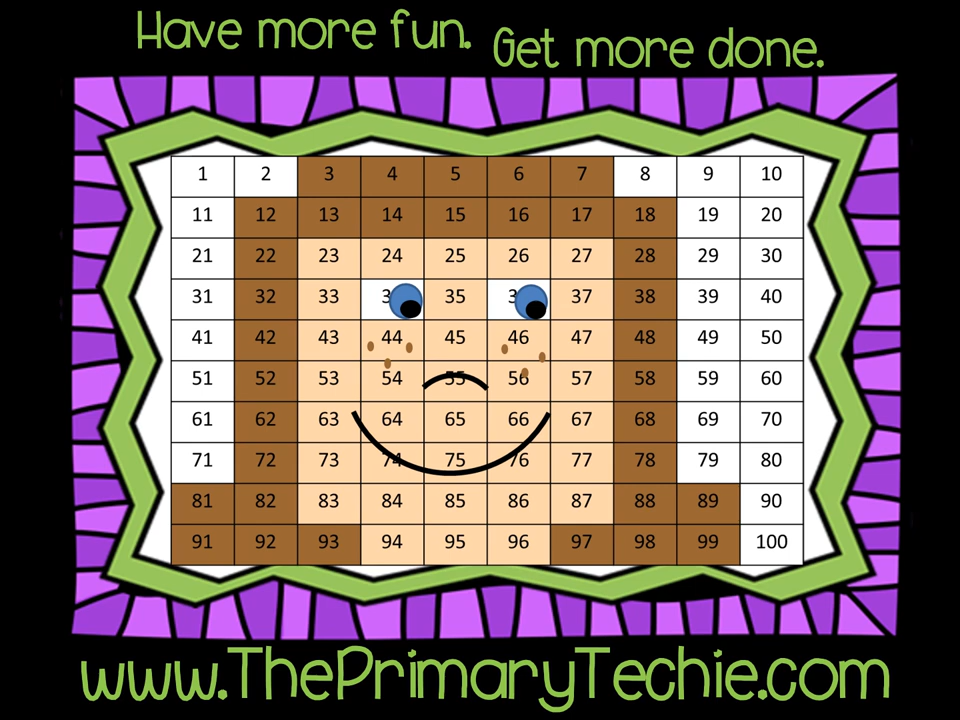 Have more fun. Get more done.
1 2 3 4 5 6 7 8 9 10
11 12 13 14 15 16 17 18 19 20
21 22 23 24 25 26 27 28 29 30
31 32 33 3 35 3 37 38 39 40
41 42 43 44 45 46 47 48 49 50
51 52 53 54 55 56 57 58 59 60
61 62 63 64 65 66 67 68 69 70
71 72 73 74 75 76 77 78 79 80
81 82 83 84 85 86 87 88 89 90
91 92 93 94 95 96 97 98 99 100
www.ThePrimaryTechie.com